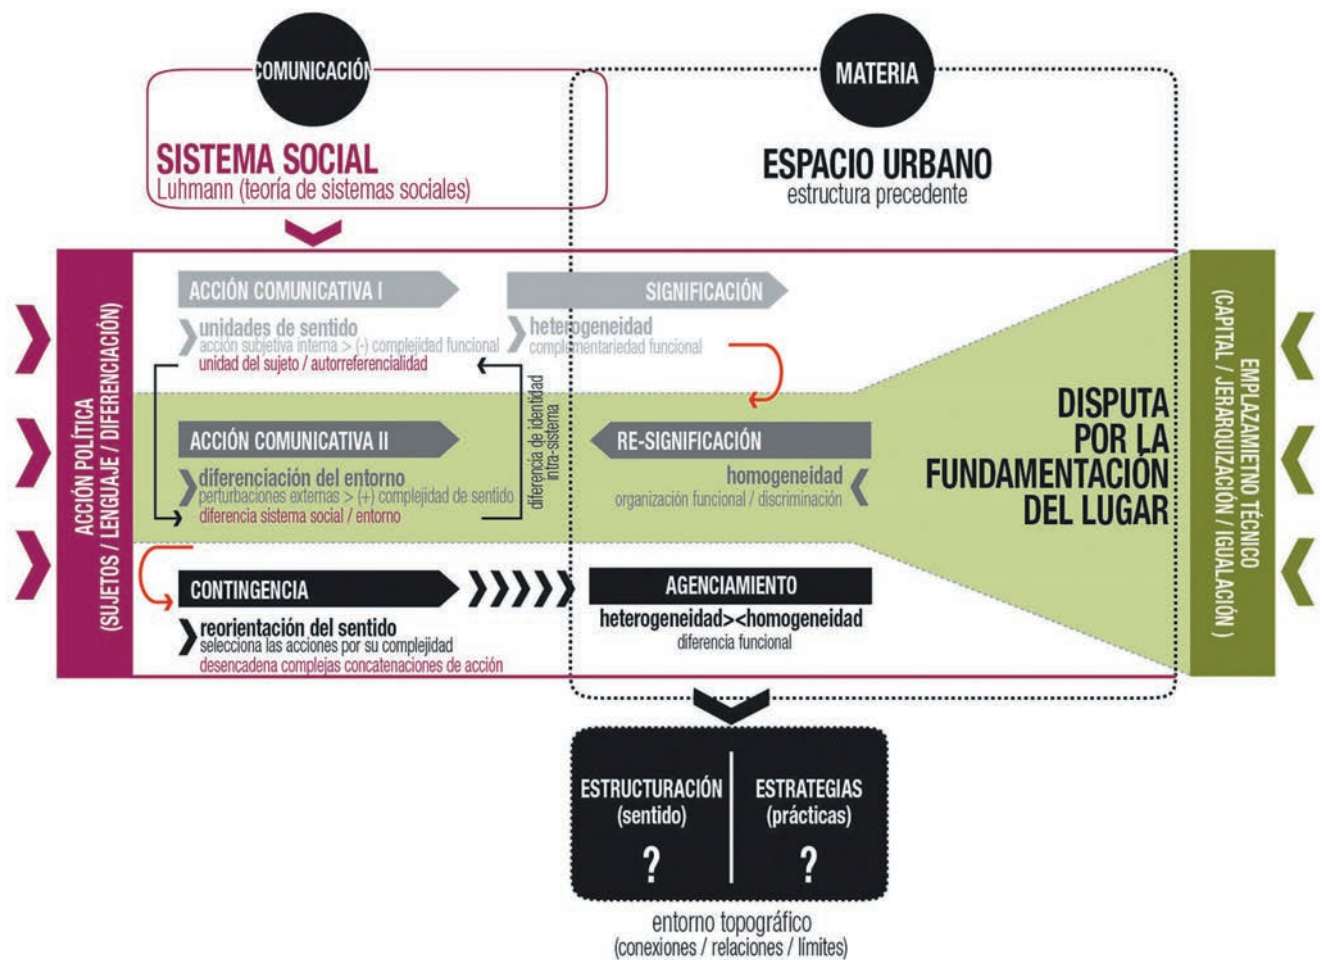 COMUNICACIÓN
SISTEMA SOCIAL
Luhmann (teoría de sistemas sociales)
MATERIA
ESPACIO URBANO
estructura precedente
ACCIÓN POLÍTICA
(SUJETOS / LENGUAJE / DIFERENCIACIÓN)
ACCIÓN COMUNICATIVA I
unidades de sentido
acción subjetiva interna > (-) complejidad funcional
unidad del sujeto / autorreferencialidad
SIGNIFICACIÓN
heterogeneidad
complementariedad funcional
ACCIÓN COMUNICATIVA II
diferenciación del entorno
perturbaciones externas > (+) complejidad de sentido
diferencia sistema social / entorno
diferencia de identidad
intra-sistema
RE-SIGNIFICACIÓN
homogeneidad
organización funcional / discriminación
DISPUTA
POR LA
FUNDAMENTACIÓN
DEL LUGAR
EMPLAZAMETNO TÉCNICO
(CAPITAL / JERARQUIZACIÓN / IGUALACIÓN )
CONTINGENCIA
reorientación del sentido
selecciona las acciones por su complejidad
desencadena complejas concatenaciones de acción
AGENCIAMIENTO
heterogeneidad><homogeneidad
diferencia funcional
ESTRUCTURACIÓN
(sentido)
?
ESTRATEGIAS
(prácticas)
?
entorno topográfico
(conexiones / relaciones / límites)